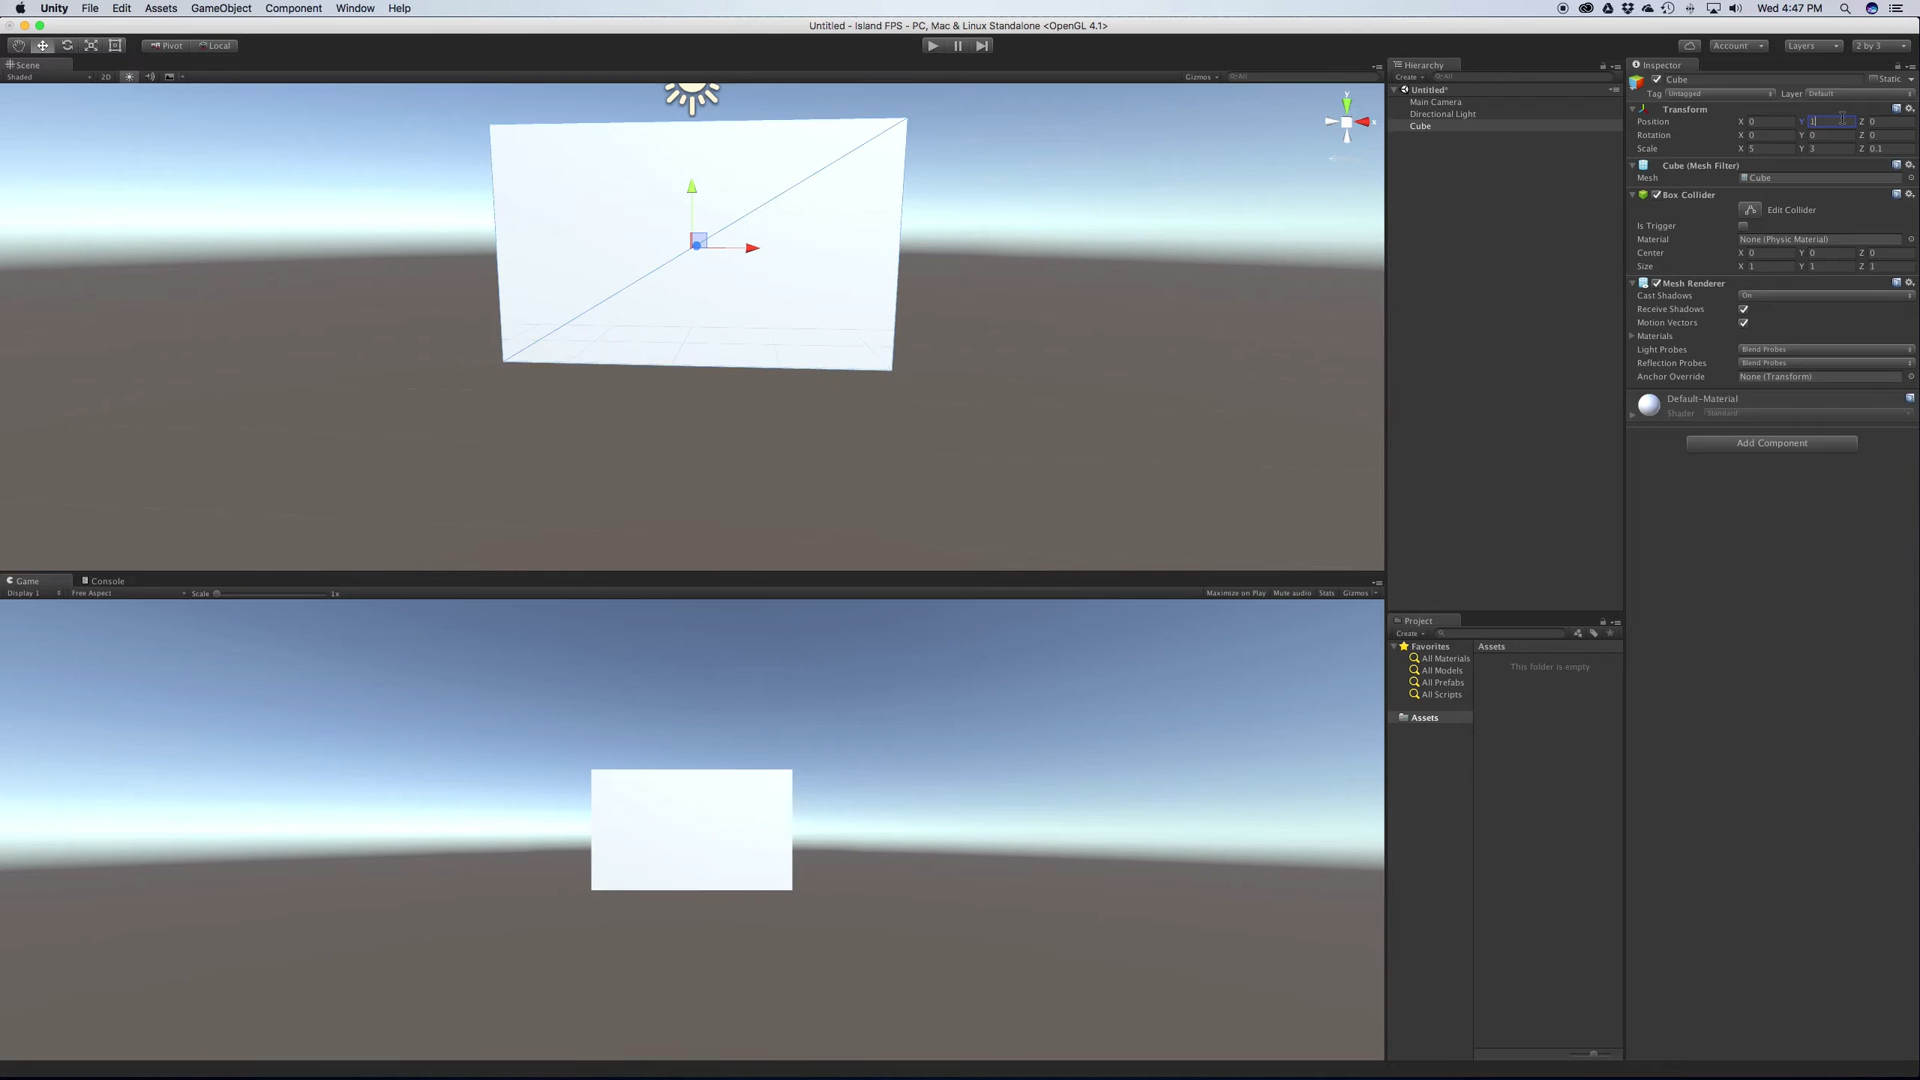 Unity File Edit Assets GameObject Component Window Help
Wed 4:47 PM
Untitled - Island FPS - PC, Mac & Linux Standalone <OpenGL 4.1>
Pivot Local
Account Layers 2 by 3
Scene
Shaded 2D Gizmos All
y
x
Hierarchy
Create All
Untitled*
Main Camera
Directional Light
Cube
Inspector
Cube Static
Tag Untagged Layer Default
Transform
Position X 0 Y 1 Z 0
Rotation X 0 Y 0 Z 0
Scale X 5 Y 3 Z 0.1
Cube (Mesh Filter)
Mesh Cube
Box Collider
Edit Collider
Is Trigger
Material None (Physic Material)
Center X 0 Y 0 Z 0
Size X 1 Y 1 Z 1
Mesh Renderer
Cast Shadows On
Receive Shadows
Motion Vectors
Materials
Light Probes Blend Probes
Reflection Probes Blend Probes
Anchor Override None (Transform)
Default-Material
Shader Standard
Add Component
Game Console
Display 1 Free Aspect Scale 1x Maximize on Play Mute audio Stats Gizmos
Project
Create
Favorites
All Materials
All Models
All Prefabs
All Scripts
Assets
Assets
This folder is empty